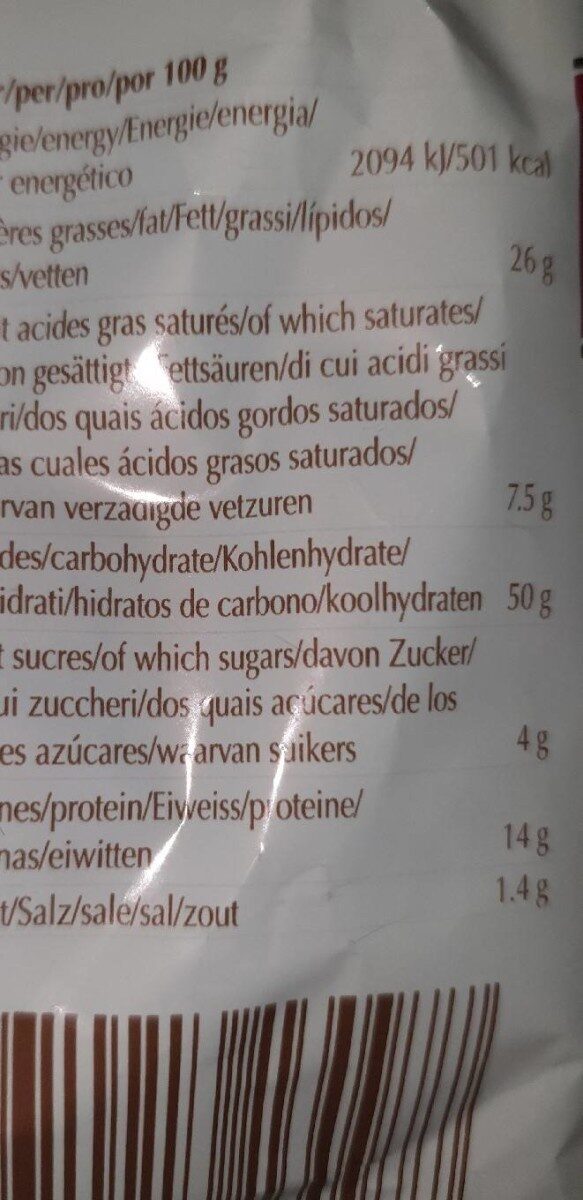 /per/pro/por 100 g
gie/energy/Energie/energia/
energético 2094 kJ/501 kcal
ères grasses/fat/Fett/grassi/lípidos/
s/vetten 26 g
t acides gras saturés/of which saturates/
on gesättigt ettsäuren/di cui acidi grassi
ri/dos quais ácidos gordos saturados/
as cuales ácidos grasos saturados/
rvan verzadigde vetzuren 7.5 g
des/carbohydrate/Kohlenhydrate/
idrati/hidratos de carbono/koolhydraten 50 g
t sucres/of which sugars/davon Zucker/
ui zuccheri/dos quais açúcares/de los
es azúcares/waarvan suikers 4 g
nes/protein/Eiweiss/proteine/
nas/eiwitten 14 g
t/Salz/sale/sal/zout 1.4 g